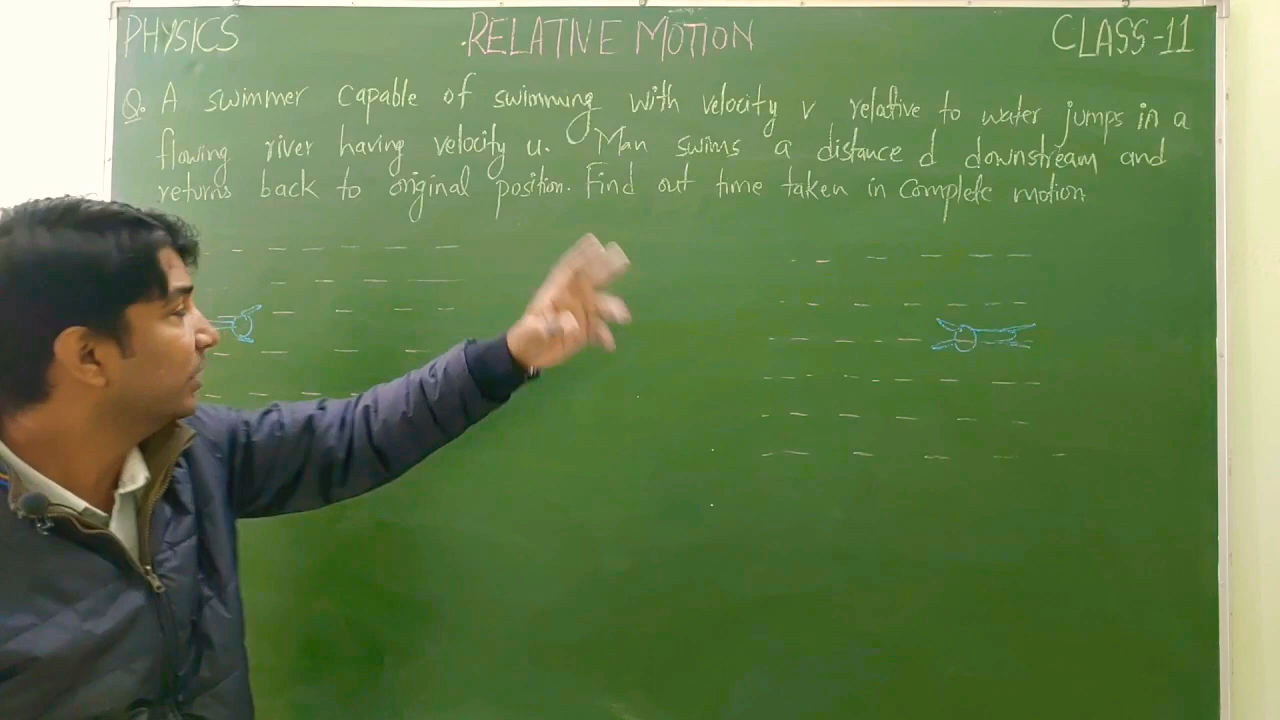 PHYSICS RELATIVE MOTION CLASS-11
Q. A swimmer capable of swimming with velocity v relative to water jumps in a
flowing river having velocity u. Man swims a distance d downstream and
returns back to original position. Find out time taken in complete motion.